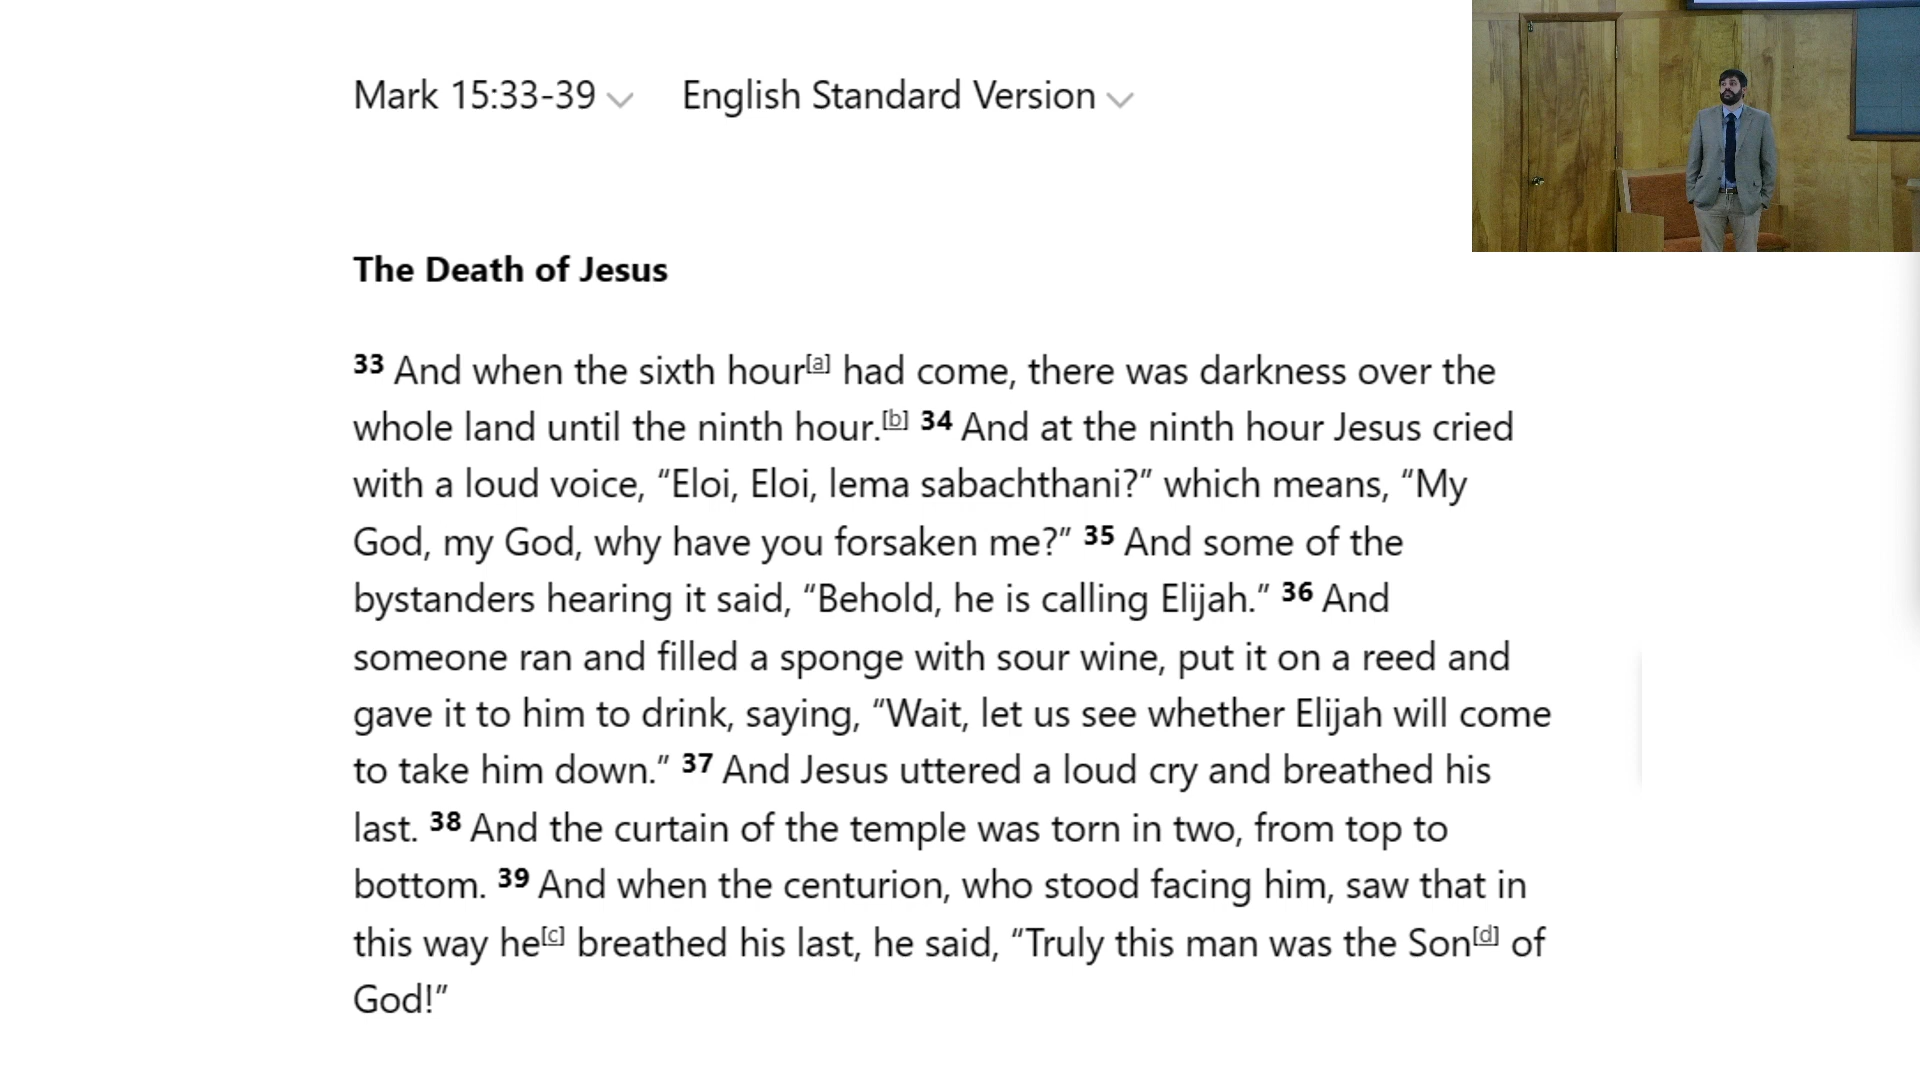 Mark 15:33-39 English Standard Version
The Death of Jesus
33 And when the sixth hour[a] had come, there was darkness over the
whole land until the ninth hour.[b] 34 And at the ninth hour Jesus cried
with a loud voice, “Eloi, Eloi, lema sabachthani?” which means, “My
God, my God, why have you forsaken me?” 35 And some of the
bystanders hearing it said, “Behold, he is calling Elijah.” 36 And
someone ran and filled a sponge with sour wine, put it on a reed and
gave it to him to drink, saying, “Wait, let us see whether Elijah will come
to take him down.” 37 And Jesus uttered a loud cry and breathed his
last. 38 And the curtain of the temple was torn in two, from top to
bottom. 39 And when the centurion, who stood facing him, saw that in
this way he[c] breathed his last, he said, “Truly this man was the Son[d] of
God!”